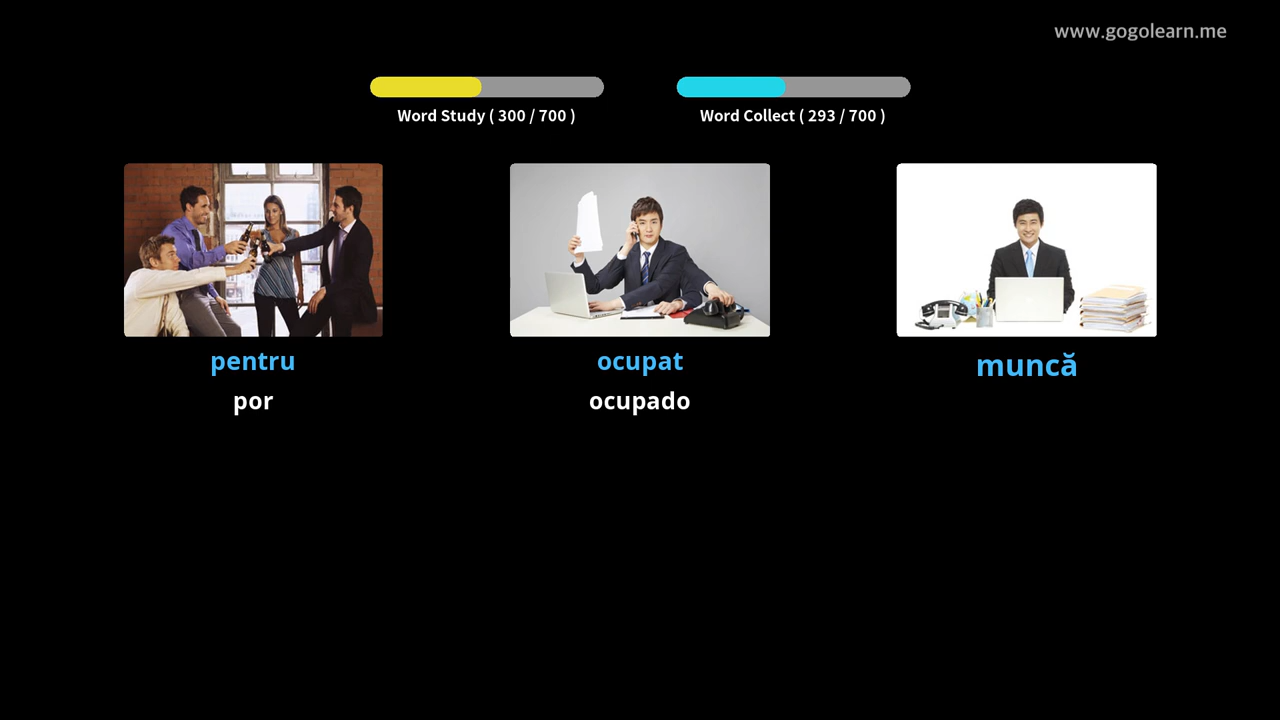 www.gogolearn.me
Word Study ( 300 / 700 )
Word Collect ( 293 / 700 )
pentru
ocupat
muncă
por
ocupado